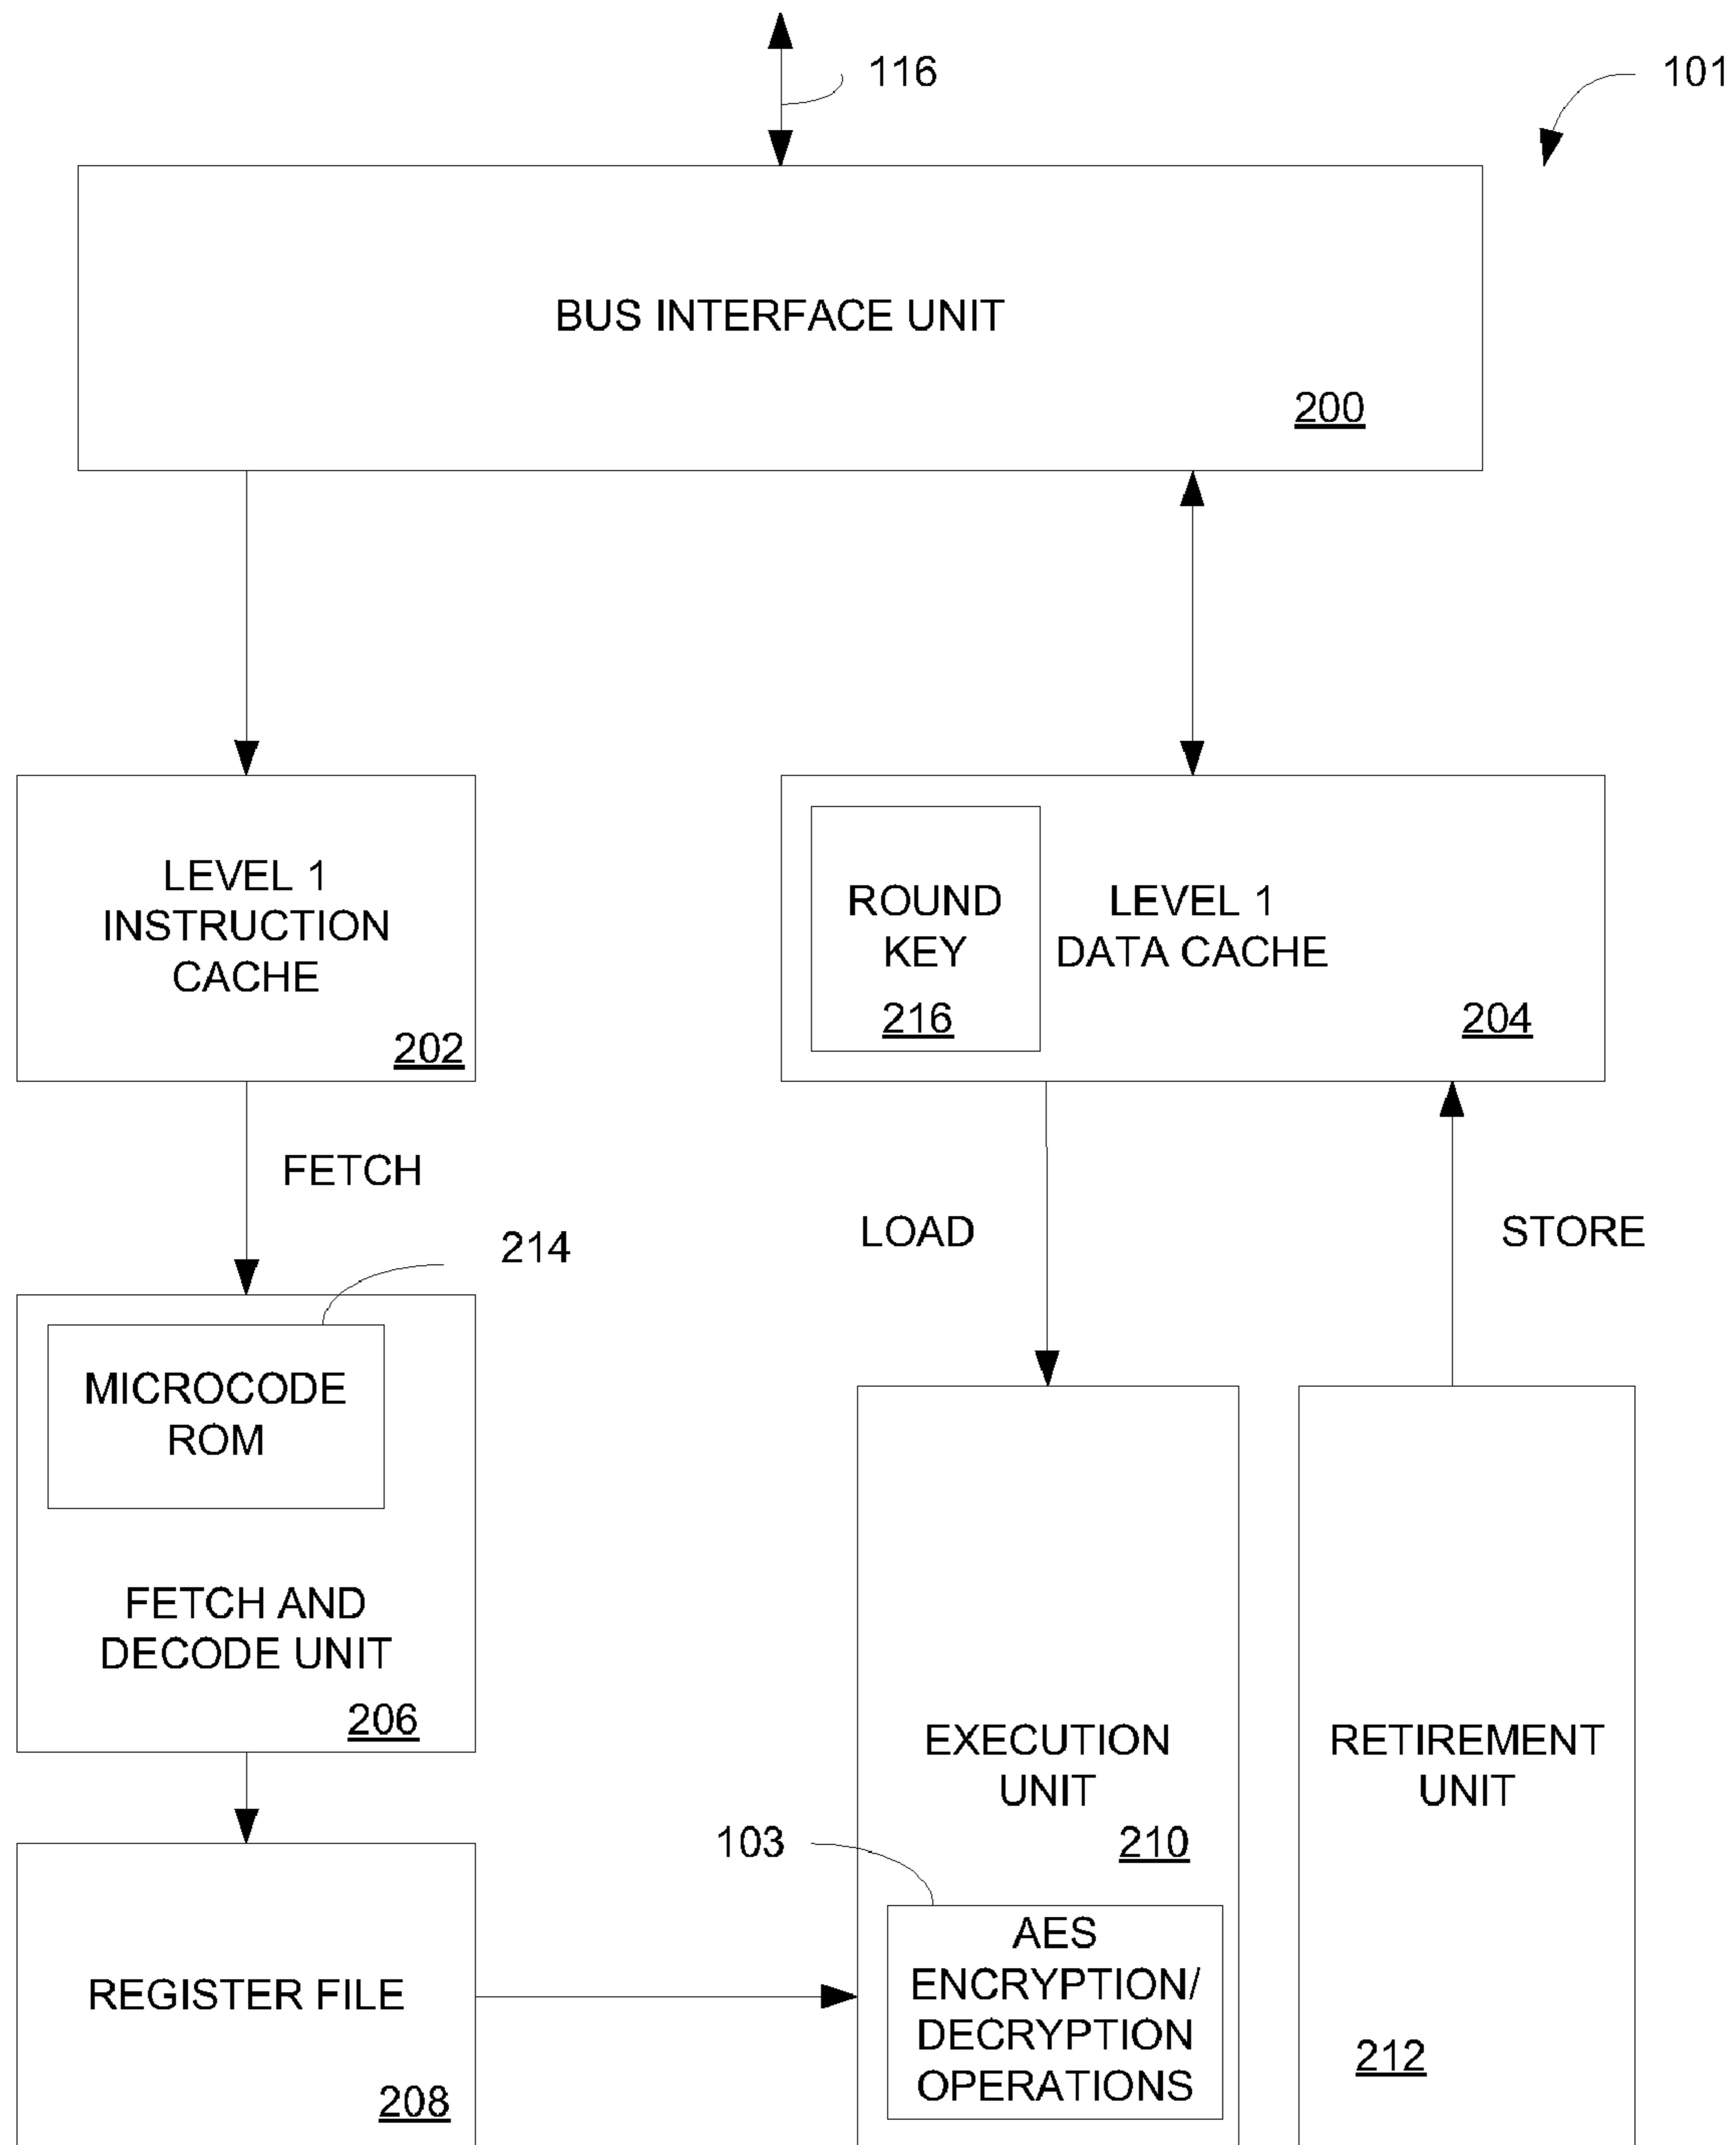 116
101
BUS INTERFACE UNIT
200
LEVEL 1
INSTRUCTION
CACHE
202
ROUND
KEY
216
LEVEL 1
DATA CACHE
204
FETCH
LOAD
STORE
214
MICROCODE
ROM
FETCH AND
DECODE UNIT
206
EXECUTION
UNIT
210
RETIREMENT
UNIT
212
103
AES
ENCRYPTION/
DECRYPTION
OPERATIONS
REGISTER FILE
208